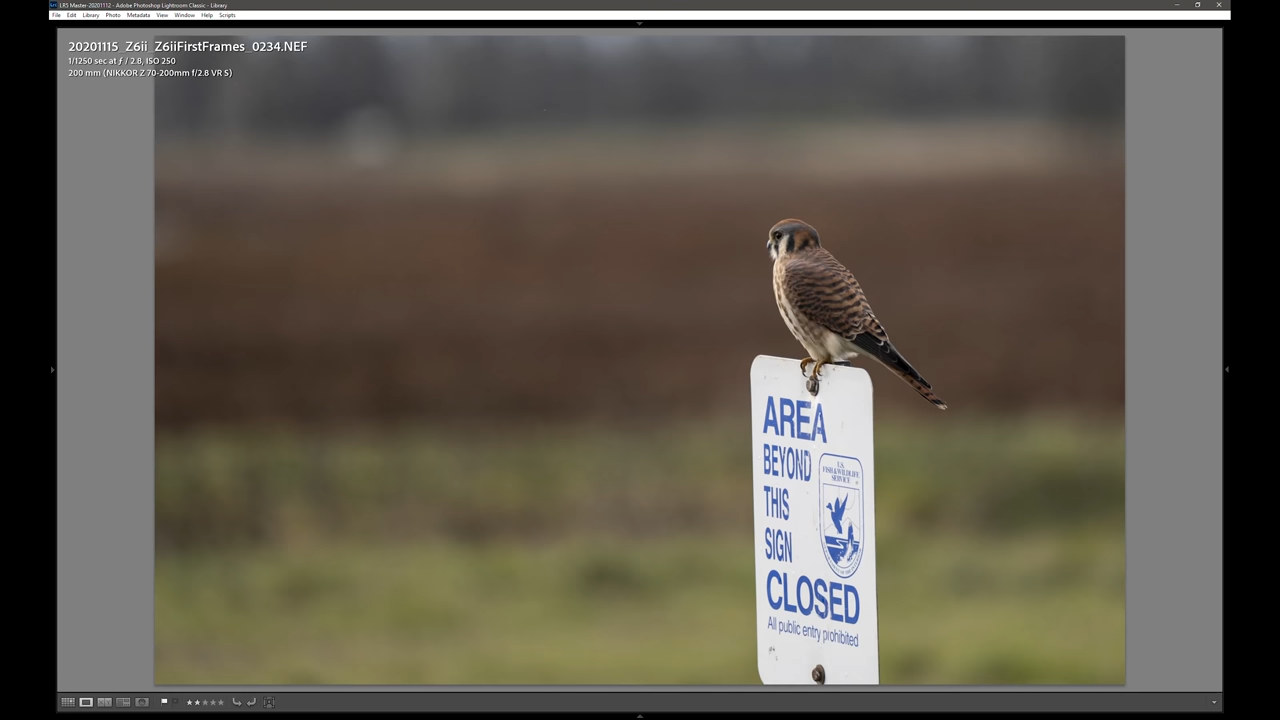 LRS Master-20201112 - Adobe Photoshop Lightroom Classic - Library
File Edit Library Photo Metadata View Window Help Scripts
20201115_Z6ii_Z6iiFirstFrames_0234.NEF
1/1250 sec at ƒ / 2.8, ISO 250
200 mm (NIKKOR Z 70-200mm f/2.8 VR S)
AREA
BEYOND
THIS
SIGN
CLOSED
All public entry prohibited
U.S.
FISH & WILDLIFE
SERVICE